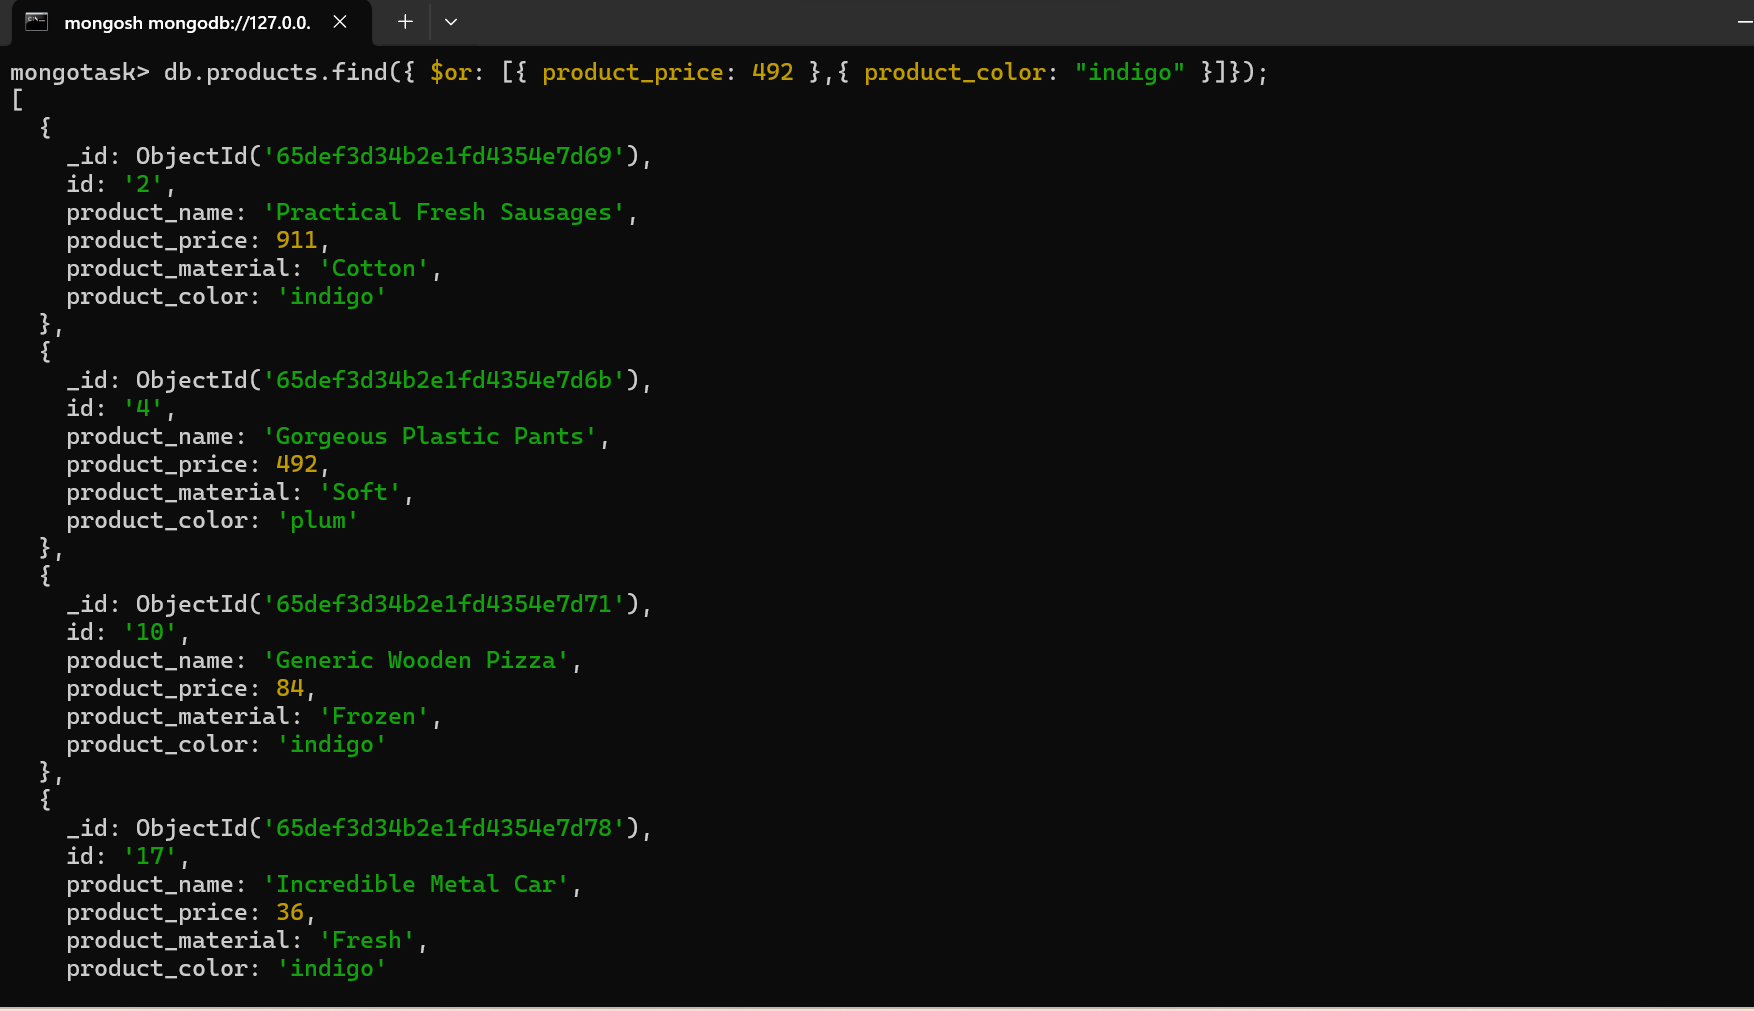 mongosh mongodb://127.0.0.
mongotask> db.products.find({ $or: [{ product_price: 492 },{ product_color: "indigo" }]});
[
  {
    _id: ObjectId('65def3d34b2e1fd4354e7d69'),
    id: '2',
    product_name: 'Practical Fresh Sausages',
    product_price: 911,
    product_material: 'Cotton',
    product_color: 'indigo'
  },
  {
    _id: ObjectId('65def3d34b2e1fd4354e7d6b'),
    id: '4',
    product_name: 'Gorgeous Plastic Pants',
    product_price: 492,
    product_material: 'Soft',
    product_color: 'plum'
  },
  {
    _id: ObjectId('65def3d34b2e1fd4354e7d71'),
    id: '10',
    product_name: 'Generic Wooden Pizza',
    product_price: 84,
    product_material: 'Frozen',
    product_color: 'indigo'
  },
  {
    _id: ObjectId('65def3d34b2e1fd4354e7d78'),
    id: '17',
    product_name: 'Incredible Metal Car',
    product_price: 36,
    product_material: 'Fresh',
    product_color: 'indigo'